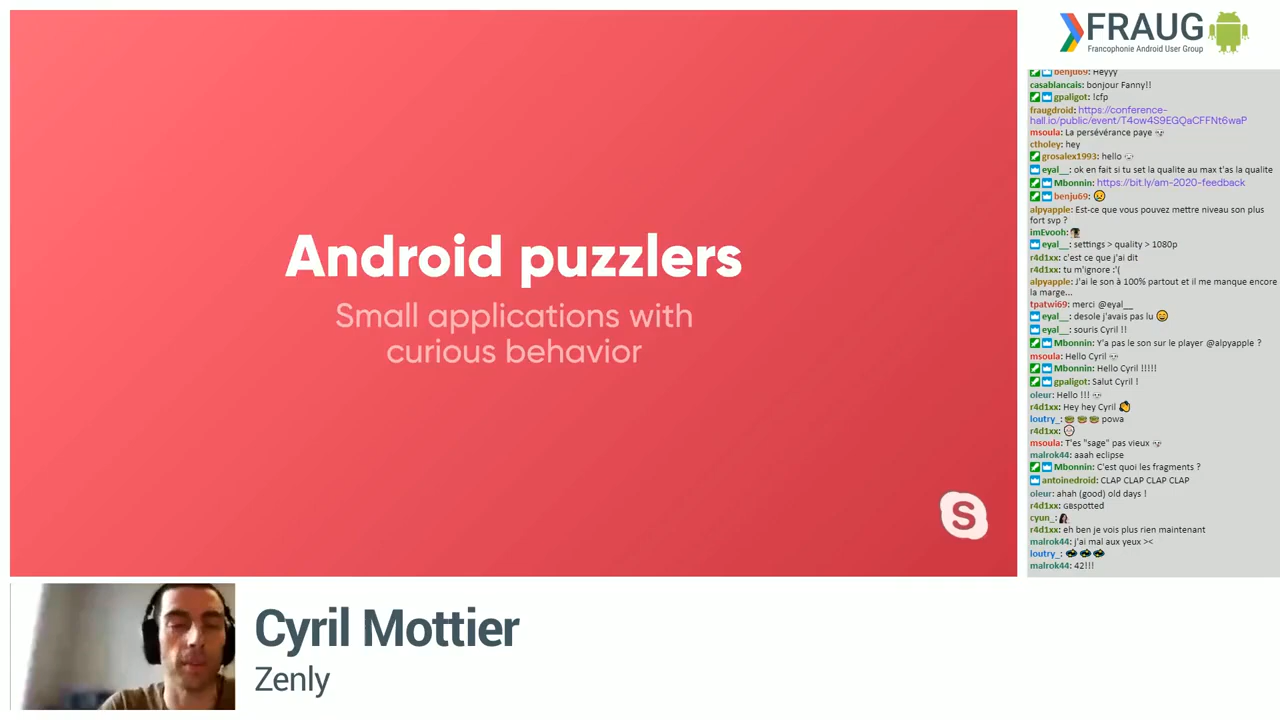 Android puzzlers
Small applications with
curious behavior
S
Cyril Mottier
Zenly
FRAUG
Francophonie Android User Group
benju69: Heyyy
casablancais: bonjour Fanny!!
gpaligot: !cfp
fraugdroid: https://conference-
hall.io/public/event/T4ow4S9EGQaCFFNt6waP
msoula: La persévérance paye
ctholey: hey
grosalex1993: hello
eyal__: ok en fait si tu set la qualite au max t'as la qualite
Mbonnin: https://bit.ly/am-2020-feedback
benju69:
alpyapple: Est-ce que vous pouvez mettre niveau son plus
fort svp ?
imEvooh:
eyal__: settings > quality > 1080p
r4d1xx: c'est ce que j'ai dit
r4d1xx: tu m'ignore :'(
alpyapple: J'ai le son à 100% partout et il me manque encore
la marge...
tpatwi69: merci @eyal__
eyal__: desole j'avais pas lu
eyal__: souris Cyril !!
Mbonnin: Y'a pas le son sur le player @alpyapple ?
msoula: Hello Cyril
Mbonnin: Hello Cyril !!!!!
gpaligot: Salut Cyril !
oleur: Hello !!!
r4d1xx: Hey hey Cyril
loutry_: powa
r4d1xx:
msoula: T'es "sage" pas vieux
malrok44: aaah eclipse
Mbonnin: C'est quoi les fragments ?
antoinedroid: CLAP CLAP CLAP CLAP
oleur: ahah (good) old days !
r4d1xx: GBspotted
cyun_:
r4d1xx: eh ben je vois plus rien maintenant
malrok44: j'ai mal aux yeux ><
loutry_:
malrok44: 42!!!